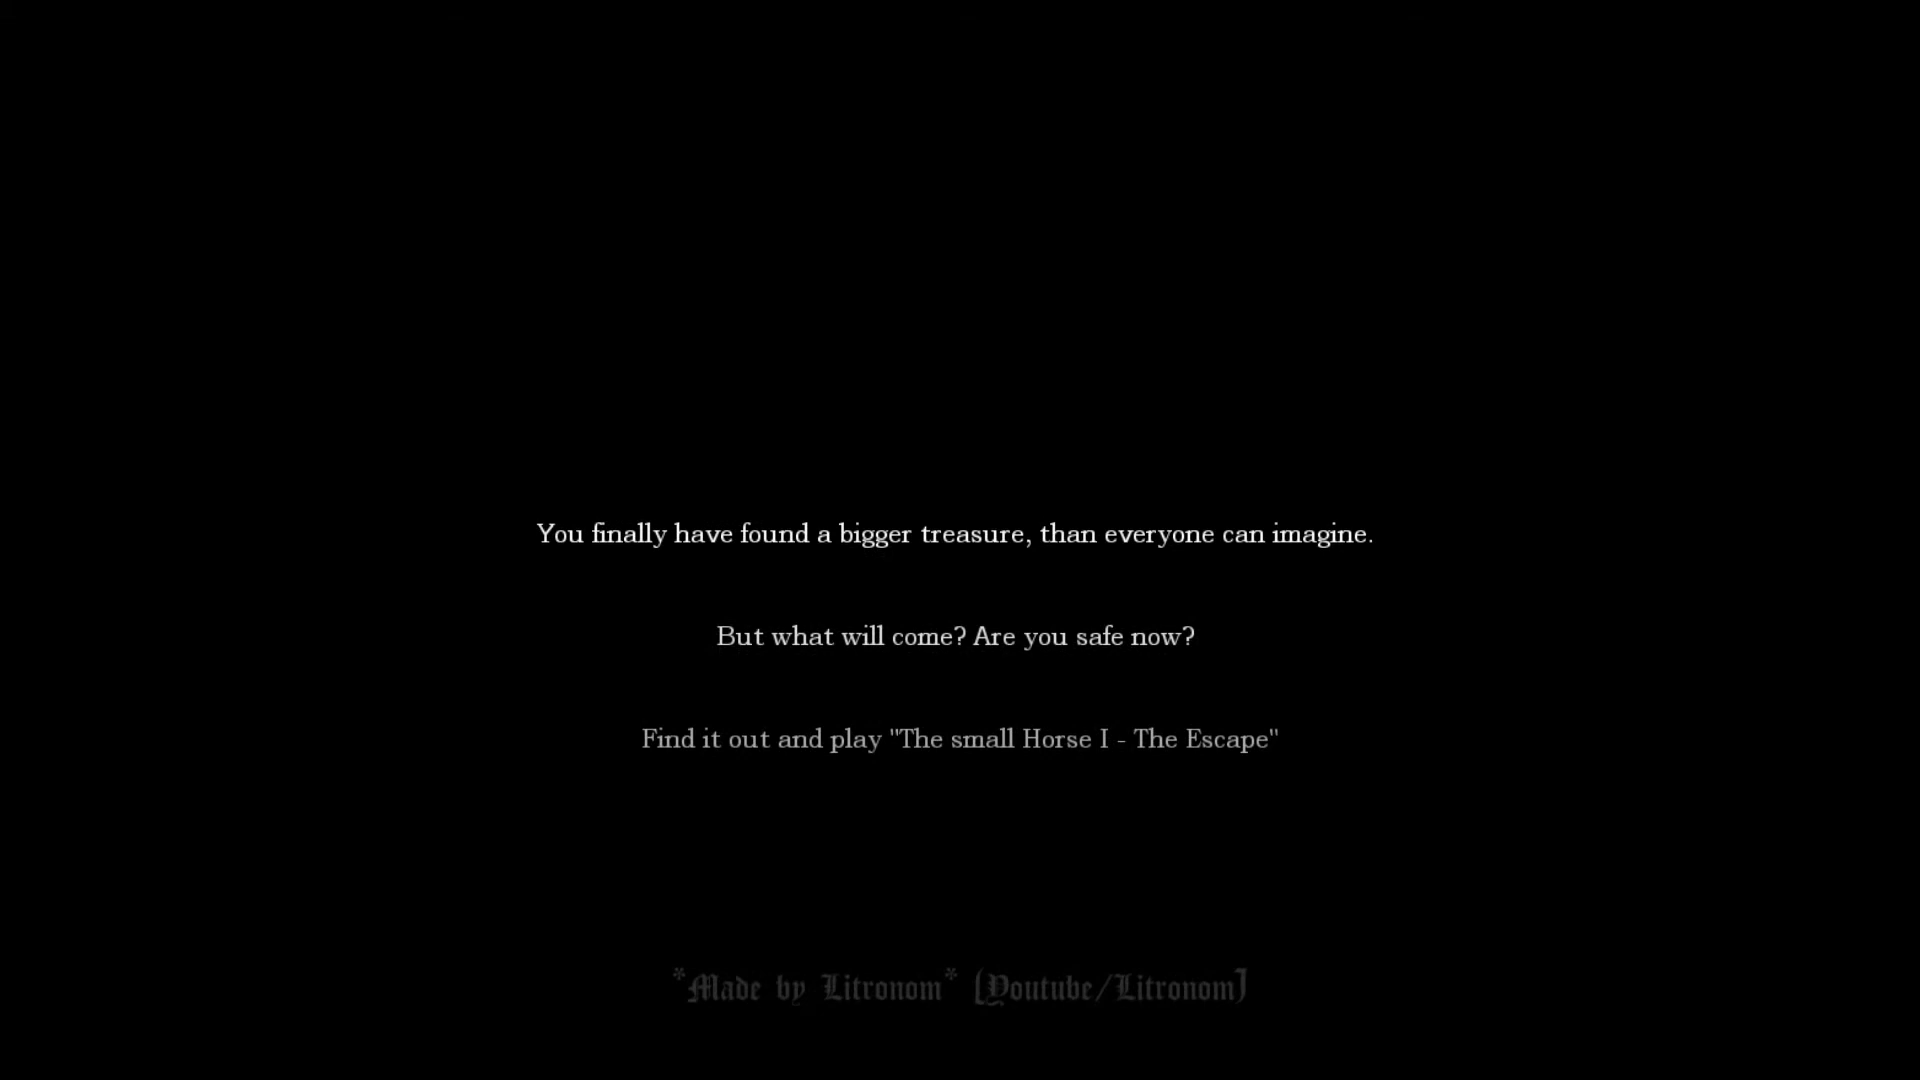 You finally have found a bigger treasure, than everyone can imagine.
But what will come? Are you safe now?
Find it out and play "The small Horse I - The Escape"
*Made by Litronom* [Youtube/Litronom]